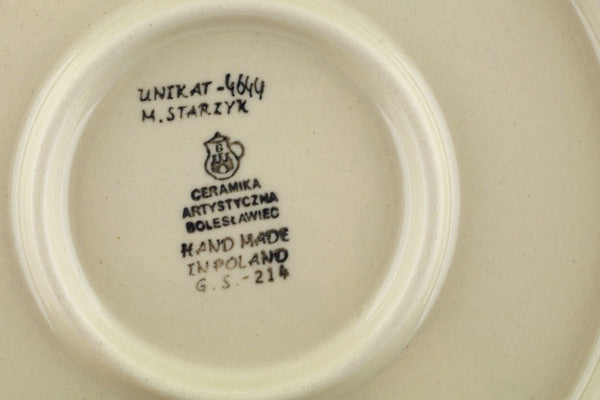 UNIKAT-4644
M. STARZYK
B
CERAMIKA
ARTYSTYCZNA
BOLESŁAWIEC
HAND MADE
IN POLAND
G.S.-214